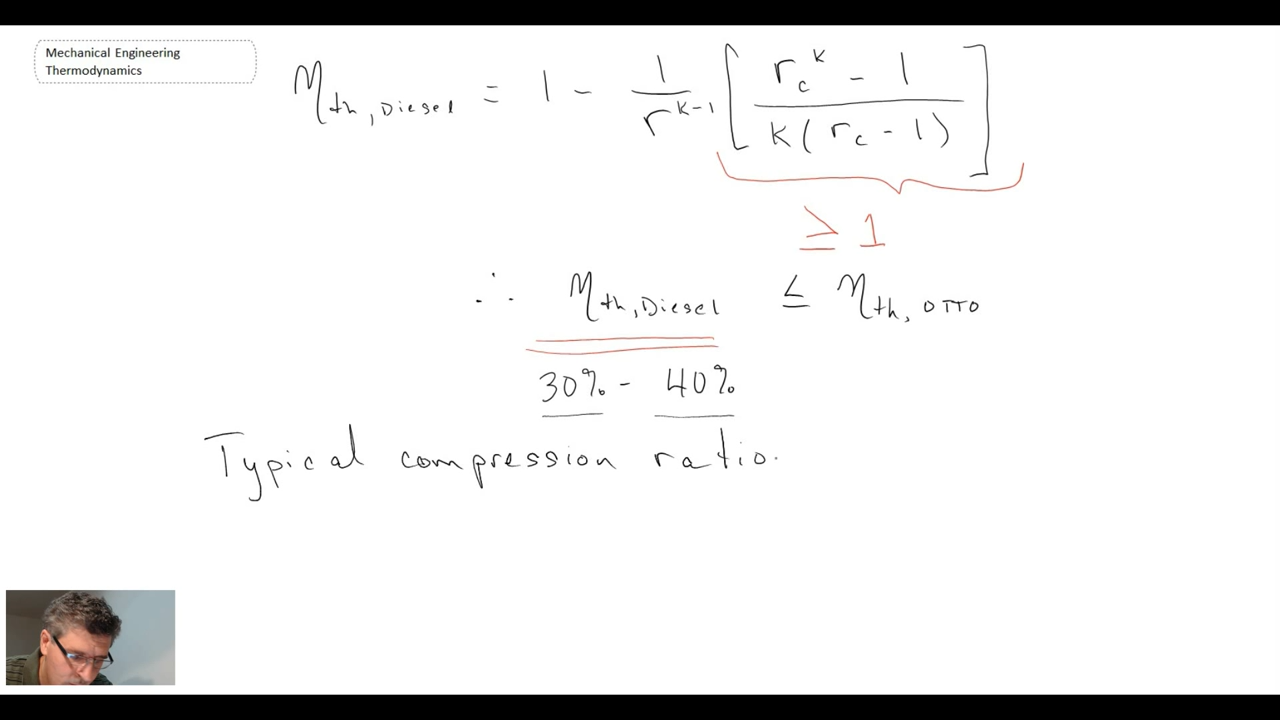 Mechanical Engineering
Thermodynamics
η_th, Diesel = 1 - 1/r^(k-1) [ (r_c^k - 1) / (k(r_c - 1)) ]
≥ 1
∴ η_th, Diesel ≤ η_th, OTTO
30% - 40%
Typical compression ratio.